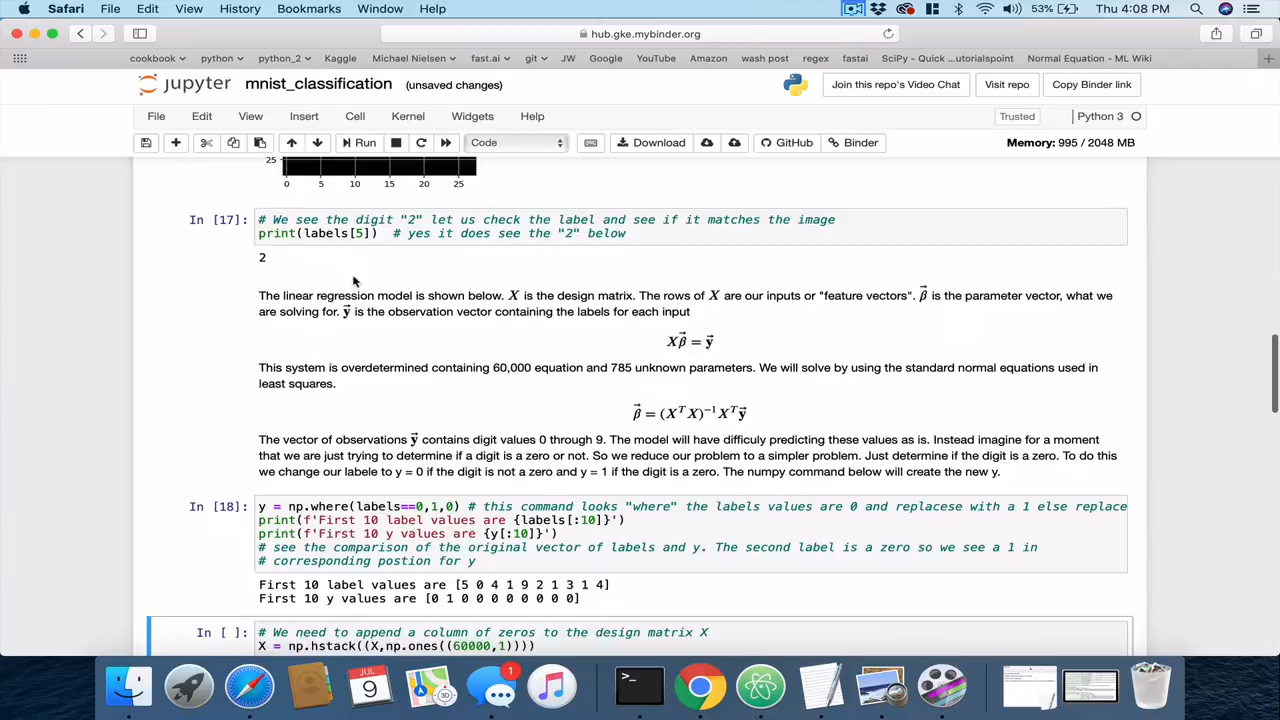 Safari File Edit View History Bookmarks Window Help 53% Thu 4:08 PM
hub.gke.mybinder.org
cookbook python python_2 Kaggle Michael Nielsen fast.ai git JW Google YouTube Amazon wash post regex fastai SciPy - Quick ...utorialspoint Normal Equation - ML Wiki
jupyter mnist_classification (unsaved changes) Join this repo's Video Chat Visit repo Copy Binder link
File Edit View Insert Cell Kernel Widgets Help Trusted Python 3
Run Code Download GitHub Binder Memory: 995 / 2048 MB
25
0 5 10 15 20 25
In [17]: # We see the digit "2" let us check the label and see if it matches the image
print(labels[5]) # yes it does see the "2" below
2
The linear regression model is shown below. X is the design matrix. The rows of X are our inputs or "feature vectors". β⃗ is the parameter vector, what we
are solving for. y⃗ is the observation vector containing the labels for each input
Xβ⃗ = y⃗
This system is overdetermined containing 60,000 equation and 785 unknown parameters. We will solve by using the standard normal equations used in
least squares.
β⃗ = (XᵀX)⁻¹Xᵀy⃗
The vector of observations y⃗ contains digit values 0 through 9. The model will have difficuly predicting these values as is. Instead imagine for a moment
that we are just trying to determine if a digit is a zero or not. So we reduce our problem to a simpler problem. Just determine if the digit is a zero. To do this
we change our labele to y = 0 if the digit is not a zero and y = 1 if the digit is a zero. The numpy command below will create the new y.
In [18]: y = np.where(labels==0,1,0) # this command looks "where" the labels values are 0 and replacese with a 1 else replace
print(f'First 10 label values are {labels[:10]}')
print(f'First 10 y values are {y[:10]}')
# see the comparison of the original vector of labels and y. The second label is a zero so we see a 1 in
# corresponding postion for y
First 10 label values are [5 0 4 1 9 2 1 3 1 4]
First 10 y values are [0 1 0 0 0 0 0 0 0 0]
In [ ]: # We need to append a column of zeros to the design matrix X
X = np.hstack((X,np.ones((60000,1))))
JUL
9
3D
1
>_